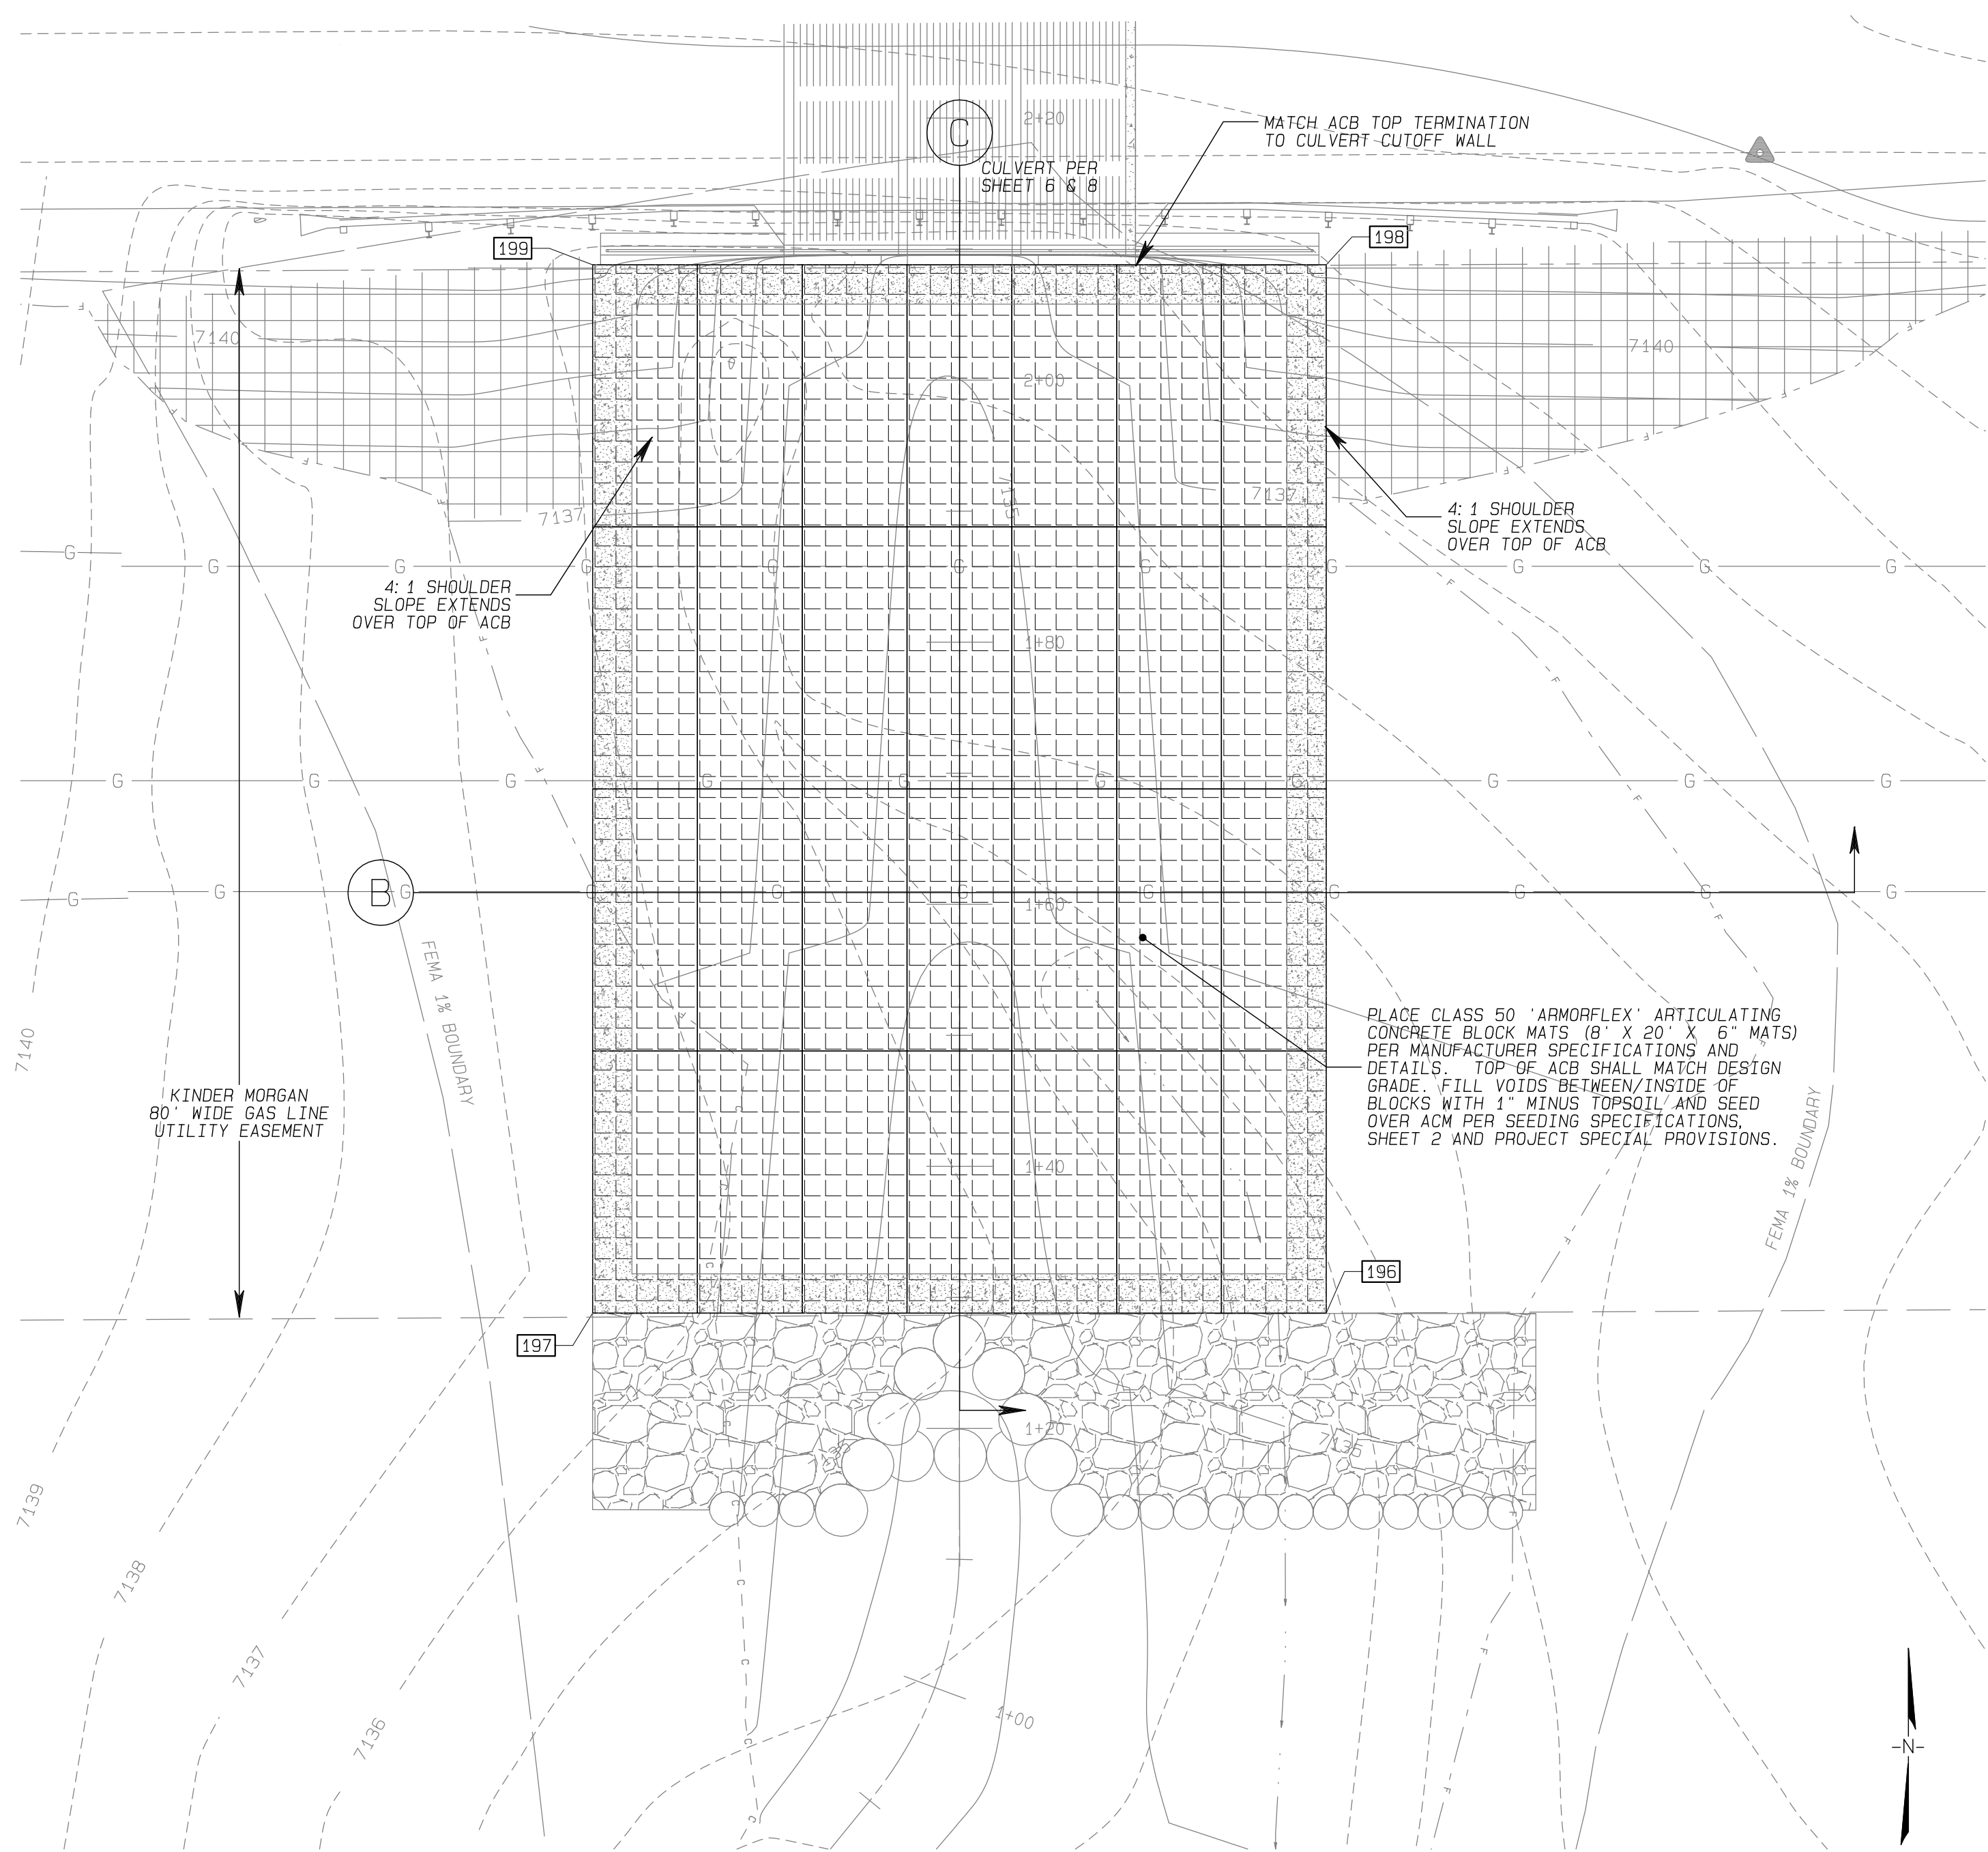 2+20
C
CULVERT PER
SHEET 6 & 8
MATCH ACB TOP TERMINATION
TO CULVERT CUTOFF WALL
199
198
7140
7140
2+00
7137
7137
7135
4:1 SHOULDER
SLOPE EXTENDS
OVER TOP OF ACB
G G G G G G G G G G
4:1 SHOULDER
SLOPE EXTENDS
OVER TOP OF ACB
1+80
G G G G G G G G G G
B
G G G G G G G G G G
1+60
FEMA 1% BOUNDARY
7140
PLACE CLASS 50 'ARMORFLEX' ARTICULATING
CONCRETE BLOCK MATS (8' X 20' X 6" MATS)
PER MANUFACTURER SPECIFICATIONS AND
DETAILS. TOP OF ACB SHALL MATCH DESIGN
GRADE. FILL VOIDS BETWEEN/INSIDE OF
BLOCKS WITH 1" MINUS TOPSOIL AND SEED
OVER ACM PER SEEDING SPECIFICATIONS,
SHEET 2 AND PROJECT SPECIAL PROVISIONS.
KINDER MORGAN
80' WIDE GAS LINE
UTILITY EASEMENT
FEMA 1% BOUNDARY
1+40
196
197
1+20
7135
7139
7138
7137
7136
1+00
-N-